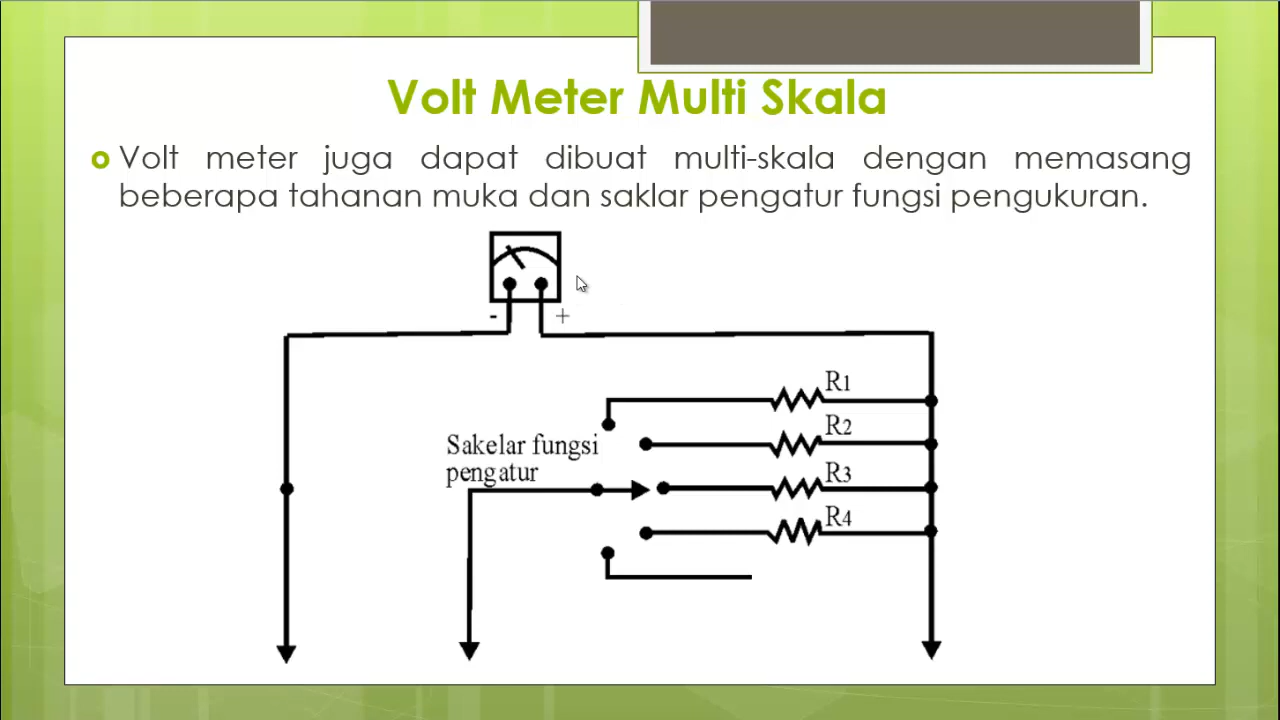 Volt Meter Multi Skala
Volt meter juga dapat dibuat multi-skala dengan memasang
beberapa tahanan muka dan saklar pengatur fungsi pengukuran.
- +
R1
R2
Sakelar fungsi
pengatur
R3
R4